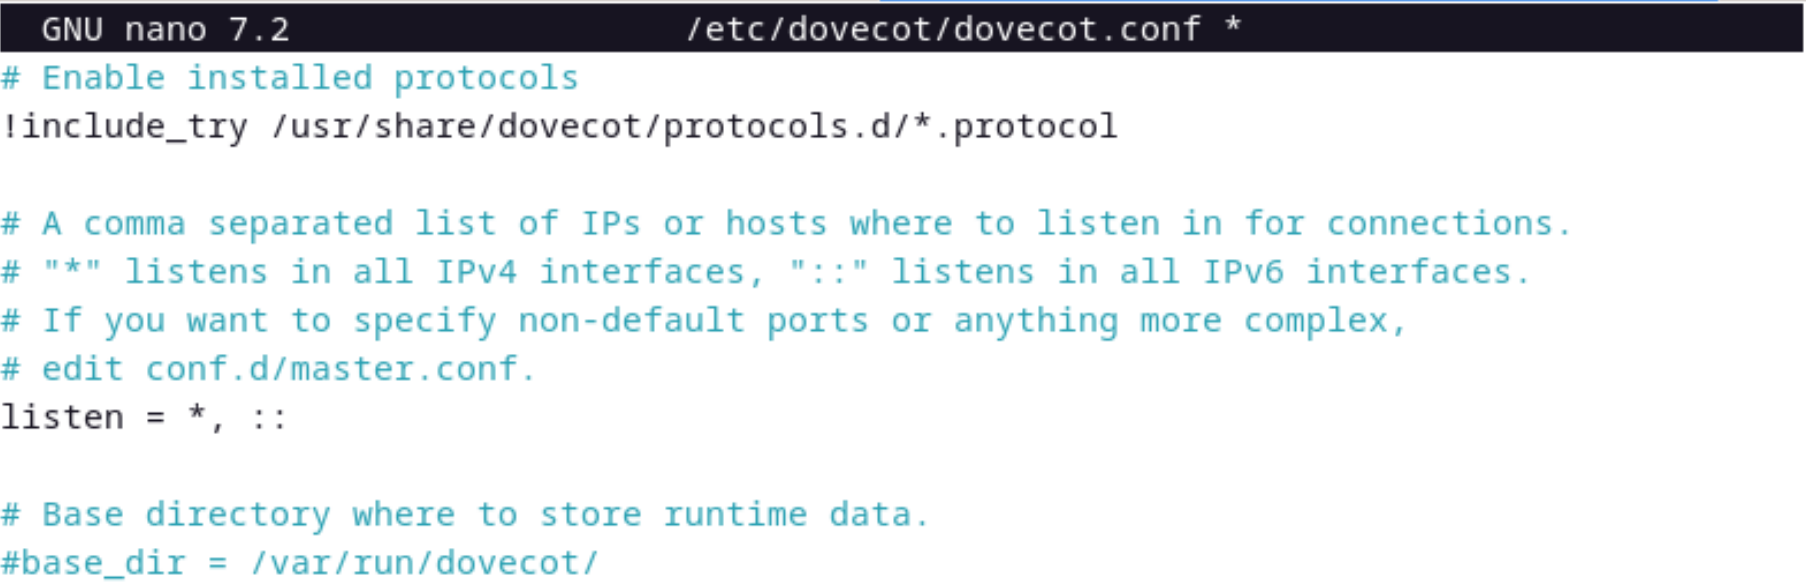 GNU nano 7.2 /etc/dovecot/dovecot.conf *
# Enable installed protocols
!include_try /usr/share/dovecot/protocols.d/*.protocol
# A comma separated list of IPs or hosts where to listen in for connections.
# "*" listens in all IPv4 interfaces, "::" listens in all IPv6 interfaces.
# If you want to specify non-default ports or anything more complex,
# edit conf.d/master.conf.
listen = *, ::
# Base directory where to store runtime data.
#base_dir = /var/run/dovecot/